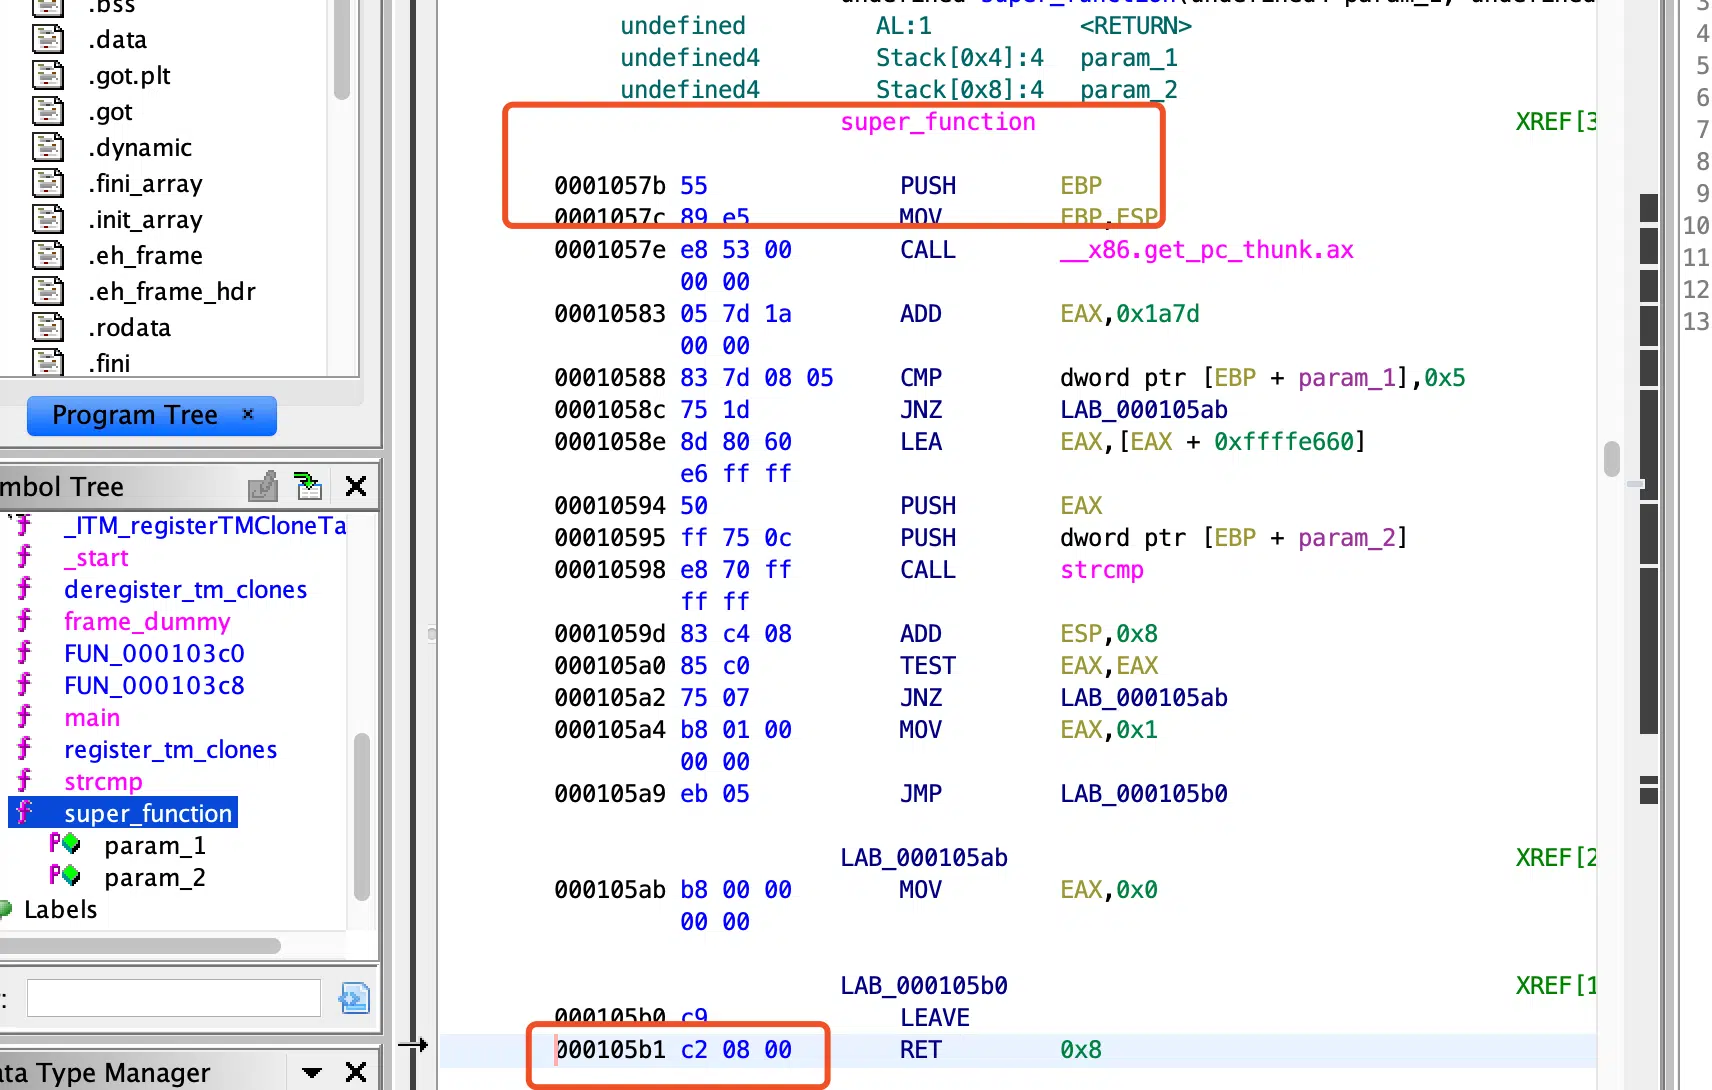 .bss
.data
.got.plt
.got
.dynamic
.fini_array
.init_array
.eh_frame
.eh_frame_hdr
.rodata
.fini
Program Tree ×
mbol Tree
_ITM_registerTMCloneTa
_start
deregister_tm_clones
frame_dummy
FUN_000103c0
FUN_000103c8
main
register_tm_clones
strcmp
super_function
param_1
param_2
Labels
:
ata Type Manager
undefined super_function(undefined4 param_1, undefined
undefined AL:1 <RETURN>
undefined4 Stack[0x4]:4 param_1
undefined4 Stack[0x8]:4 param_2
super_function XREF[3
0001057b 55 PUSH EBP
0001057c 89 e5 MOV EBP,ESP
0001057e e8 53 00 CALL __x86.get_pc_thunk.ax
00 00
00010583 05 7d 1a ADD EAX,0x1a7d
00 00
00010588 83 7d 08 05 CMP dword ptr [EBP + param_1],0x5
0001058c 75 1d JNZ LAB_000105ab
0001058e 8d 80 60 LEA EAX,[EAX + 0xffffe660]
e6 ff ff
00010594 50 PUSH EAX
00010595 ff 75 0c PUSH dword ptr [EBP + param_2]
00010598 e8 70 ff CALL strcmp
ff ff
0001059d 83 c4 08 ADD ESP,0x8
000105a0 85 c0 TEST EAX,EAX
000105a2 75 07 JNZ LAB_000105ab
000105a4 b8 01 00 MOV EAX,0x1
00 00
000105a9 eb 05 JMP LAB_000105b0
LAB_000105ab XREF[2
000105ab b8 00 00 MOV EAX,0x0
00 00
LAB_000105b0 XREF[1
000105b0 c9 LEAVE
000105b1 c2 08 00 RET 0x8
3
4
5
6
7
8
9
10
11
12
13